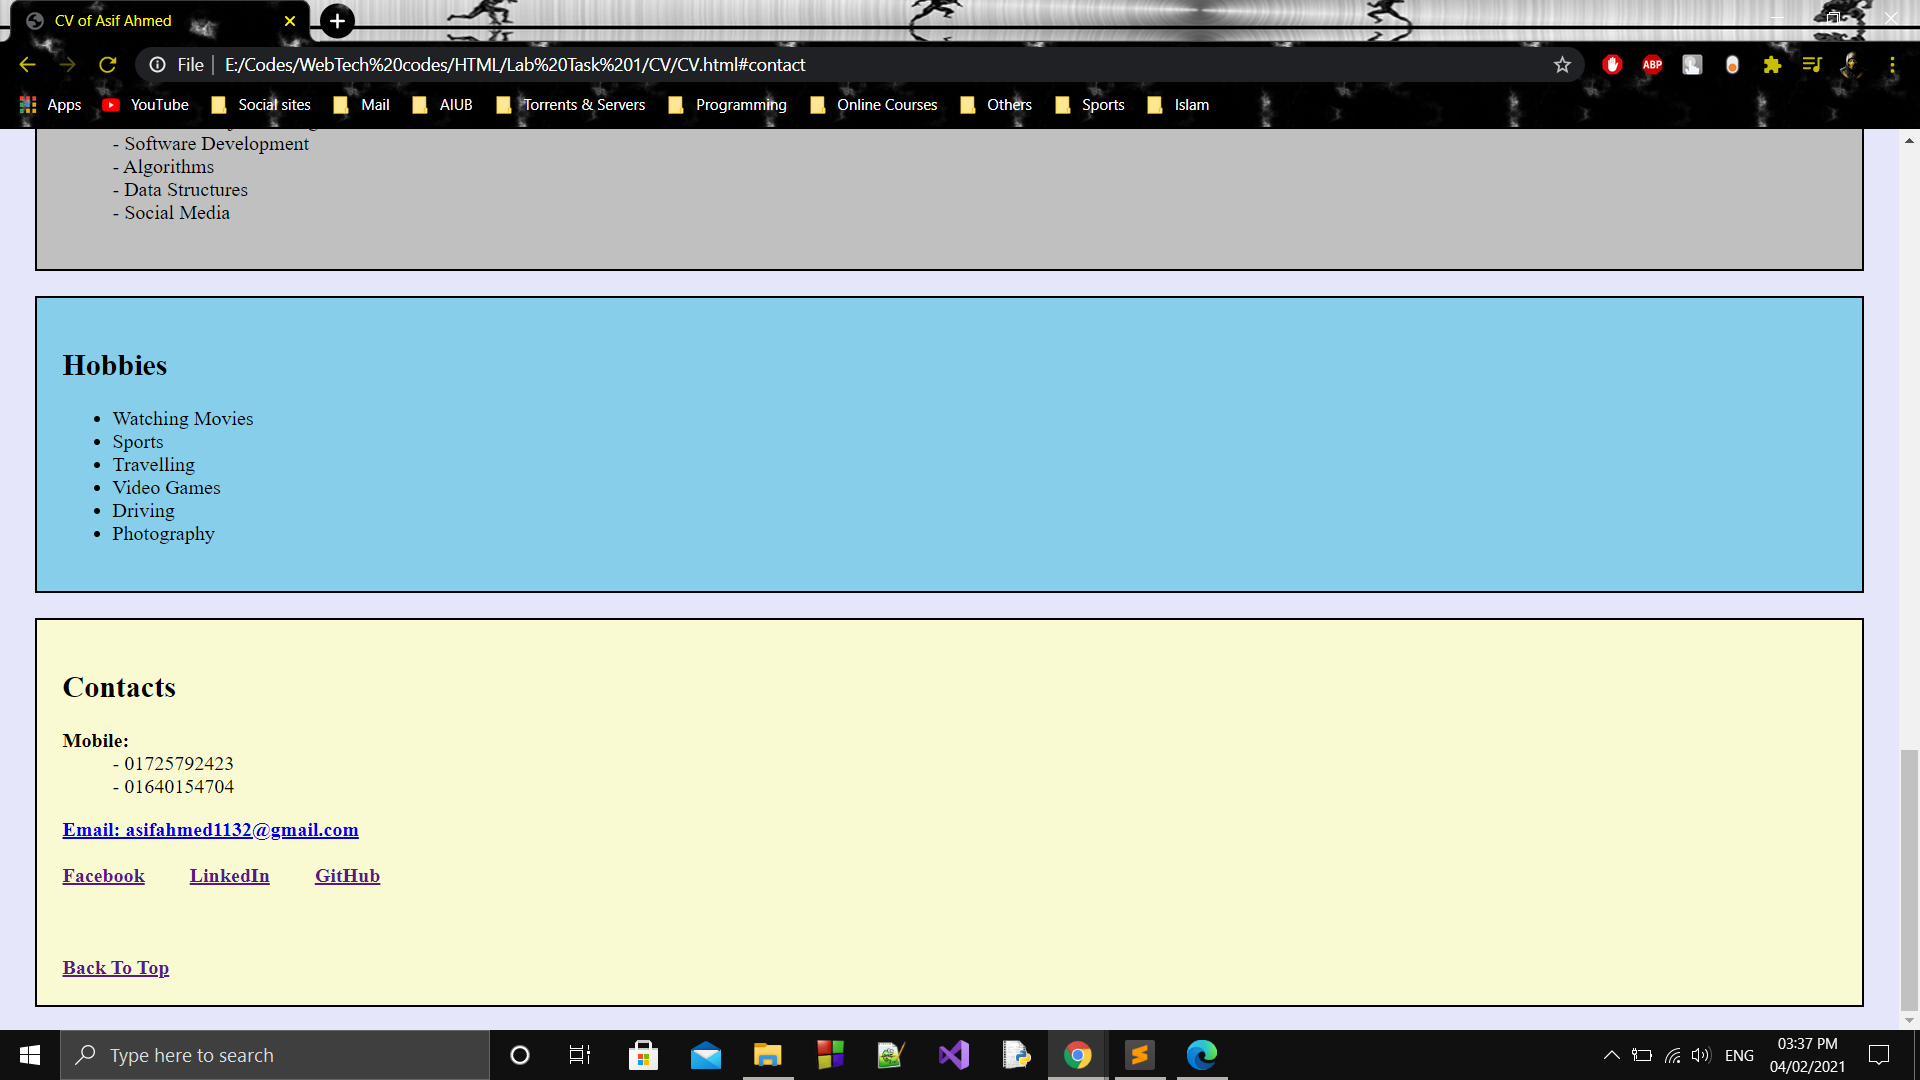 CV of Asif Ahmed
File
E:/Codes/WebTech%20codes/HTML/Lab%20Task%201/CV/CV.html#contact
ABP
Apps YouTube Social sites Mail AIUB Torrents & Servers Programming Online Courses Others Sports Islam
- Software Development
- Algorithms
- Data Structures
- Social Media
Hobbies
• Watching Movies
• Sports
• Travelling
• Video Games
• Driving
• Photography
Contacts
Mobile:
- 01725792423
- 01640154704
Email: asifahmed1132@gmail.com
Facebook LinkedIn GitHub
Back To Top
Type here to search
ENG
03:37 PM
04/02/2021